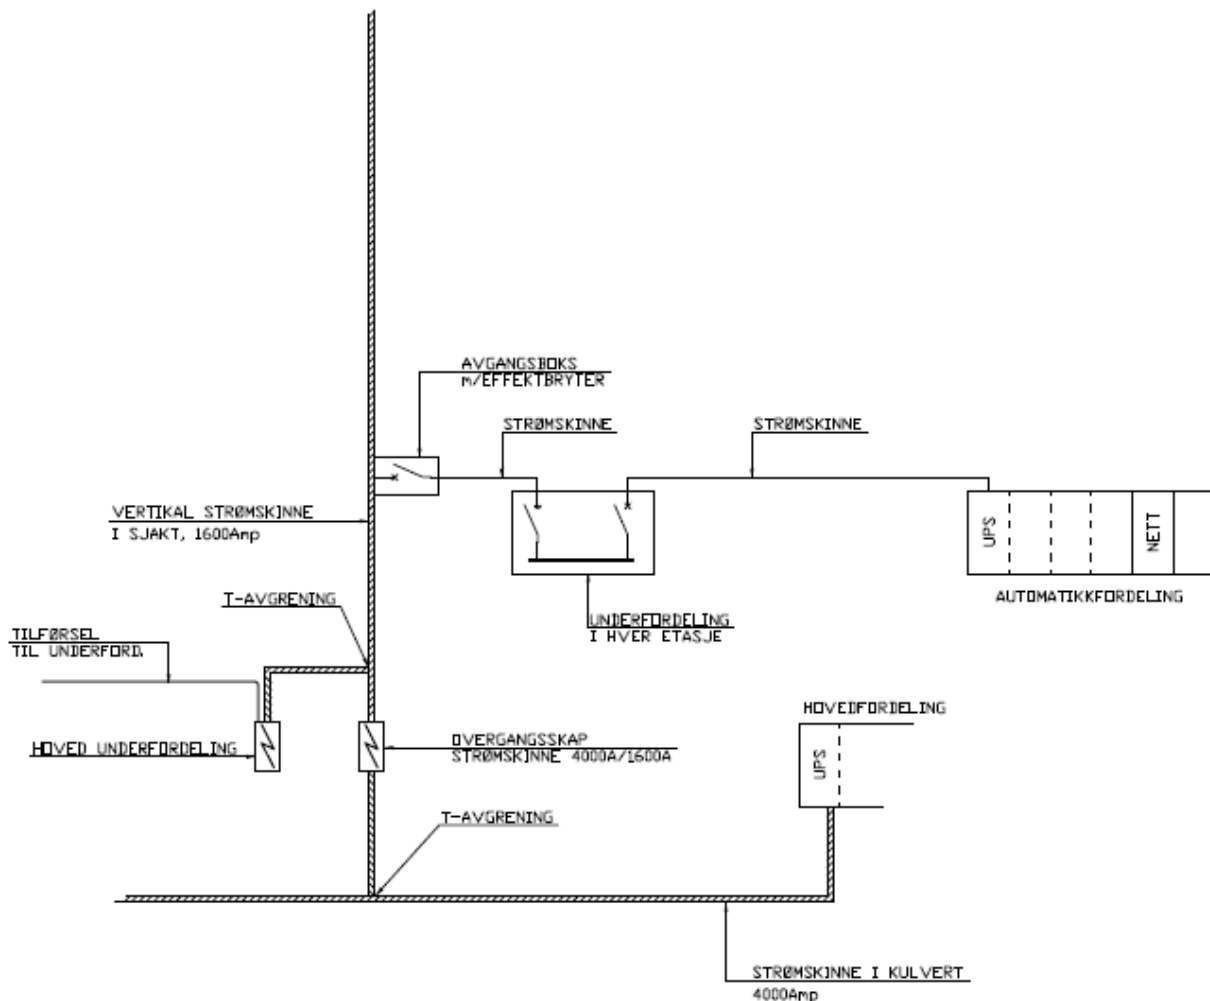 AVGANGSBOKS
m/EFFEKTBRYTER
STRØMSKINNE
STRØMSKINNE
VERTIKAL STRØMSKINNE
I SJAKT, 1600Amp
UPS
NETT
AUTOMATIKKFORDELING
T-AVGRENING
UNDERFORDELING
I HVER ETASJE
TILFØRSEL
TIL UNDERFORD.
HOVEDFORDELING
HOVED UNDERFORDELING
OVERGANGSSKAP
STRØMSKINNE 4000A/1600A
UPS
T-AVGRENING
STRØMSKINNE I KULVERT
4000Amp